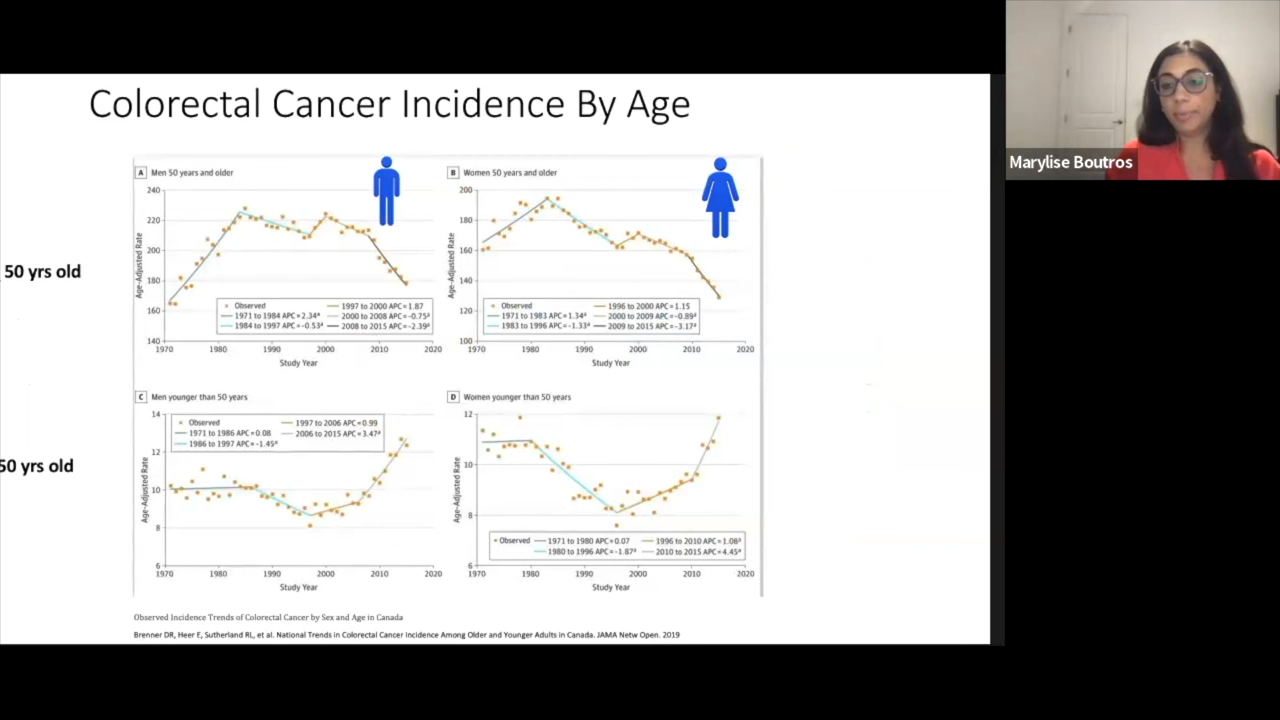 Colorectal Cancer Incidence By Age
Marylise Boutros
50 yrs old
50 yrs old
A Men 50 years and older
Age-Adjusted Rate
240
220
200
180
160
140
Observed
1971 to 1984 APC=2.34ª
1984 to 1997 APC=-0.53ª
1997 to 2000 APC=1.87
2000 to 2008 APC=-0.75ª
2008 to 2015 APC=-2.39ª
1970 1980 1990 2000 2010 2020
Study Year
B Women 50 years and older
Age-Adjusted Rate
200
180
160
140
120
100
Observed
1971 to 1983 APC=1.34ª
1983 to 1996 APC=-1.33ª
1996 to 2000 APC=1.15
2000 to 2009 APC=-0.89ª
2009 to 2015 APC=-3.17ª
1970 1980 1990 2000 2010 2020
Study Year
C Men younger than 50 years
Age-Adjusted Rate
14
12
10
8
6
Observed
1971 to 1986 APC=0.08
1986 to 1997 APC=-1.45ª
1997 to 2006 APC=0.99
2006 to 2015 APC=3.47ª
1970 1980 1990 2000 2010 2020
Study Year
D Women younger than 50 years
Age-Adjusted Rate
12
10
8
6
Observed
1971 to 1980 APC=0.07
1980 to 1996 APC=-1.87ª
1996 to 2010 APC=1.08ª
2010 to 2015 APC=4.45ª
1970 1980 1990 2000 2010 2020
Study Year
Observed Incidence Trends of Colorectal Cancer by Sex and Age in Canada
Brenner DR, Heer E, Sutherland RL, et al. National Trends in Colorectal Cancer Incidence Among Older and Younger Adults in Canada. JAMA Netw Open. 2019